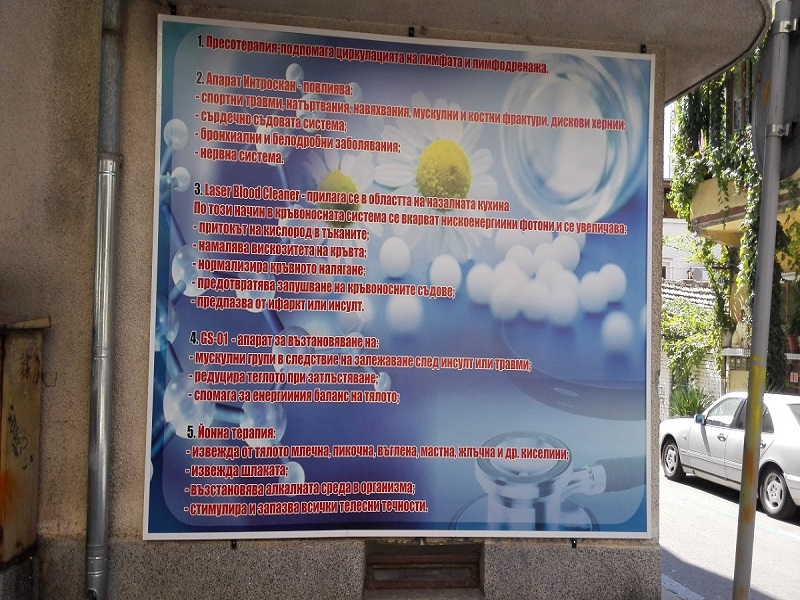 1. Пресотерапия-подпомага циркулацията на лимфата и лимфодренажа.
2. Апарат Интроскан - повлиява:
- спортни травми, натъртвания, навяхвания, мускулни и костни фрактури, дискови хернии;
- сърдечно съдовата система;
- бронхиални и белодробни заболявания;
- нервна система.
3. Laser Blood Cleaner - прилага се в областта на назалната кухина
По този начин в кръвоносната система се вкарват нискоенергиини фотони и се увеличава:
- притокът на кислород в тъканите;
- намалява вискозитета на кръвта;
- нормализира кръвното налягане;
- предотвратява запушване на кръвоносните съдове;
- предпазва от ифаркт или инсулт.
4. GS-01 - апарат за възтановяване на:
- мускулни групи в следствие на залежаване след инсулт или травми;
- редуцира теглото при затлъстяване;
- спомага за енергииния баланс на тялото;
5. Йонна терапия:
- извежда от тялото млечна, пикочна, въглена, мастна, жлъчна и др. киселини;
- извежда шлаката;
- възстановява алкалната среда в организма;
- стимулира и запазва всички телесни течности.